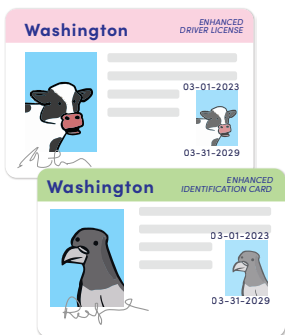 Washington
ENHANCED
DRIVER LICENSE
03-01-2023
03-31-2029
Washington
ENHANCED
IDENTIFICATION CARD
03-01-2023
03-31-2029